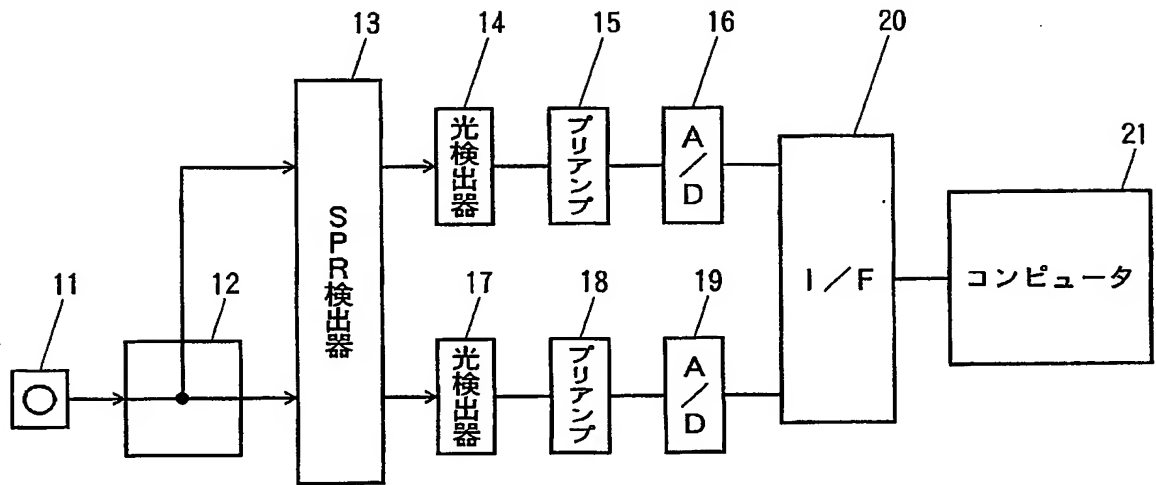 13
14
15
16
20
21
光検出器
プリアンプ
A/D
SPR検出器
I/F
コンピュータ
11
12
17
18
19
光検出器
プリアンプ
A/D